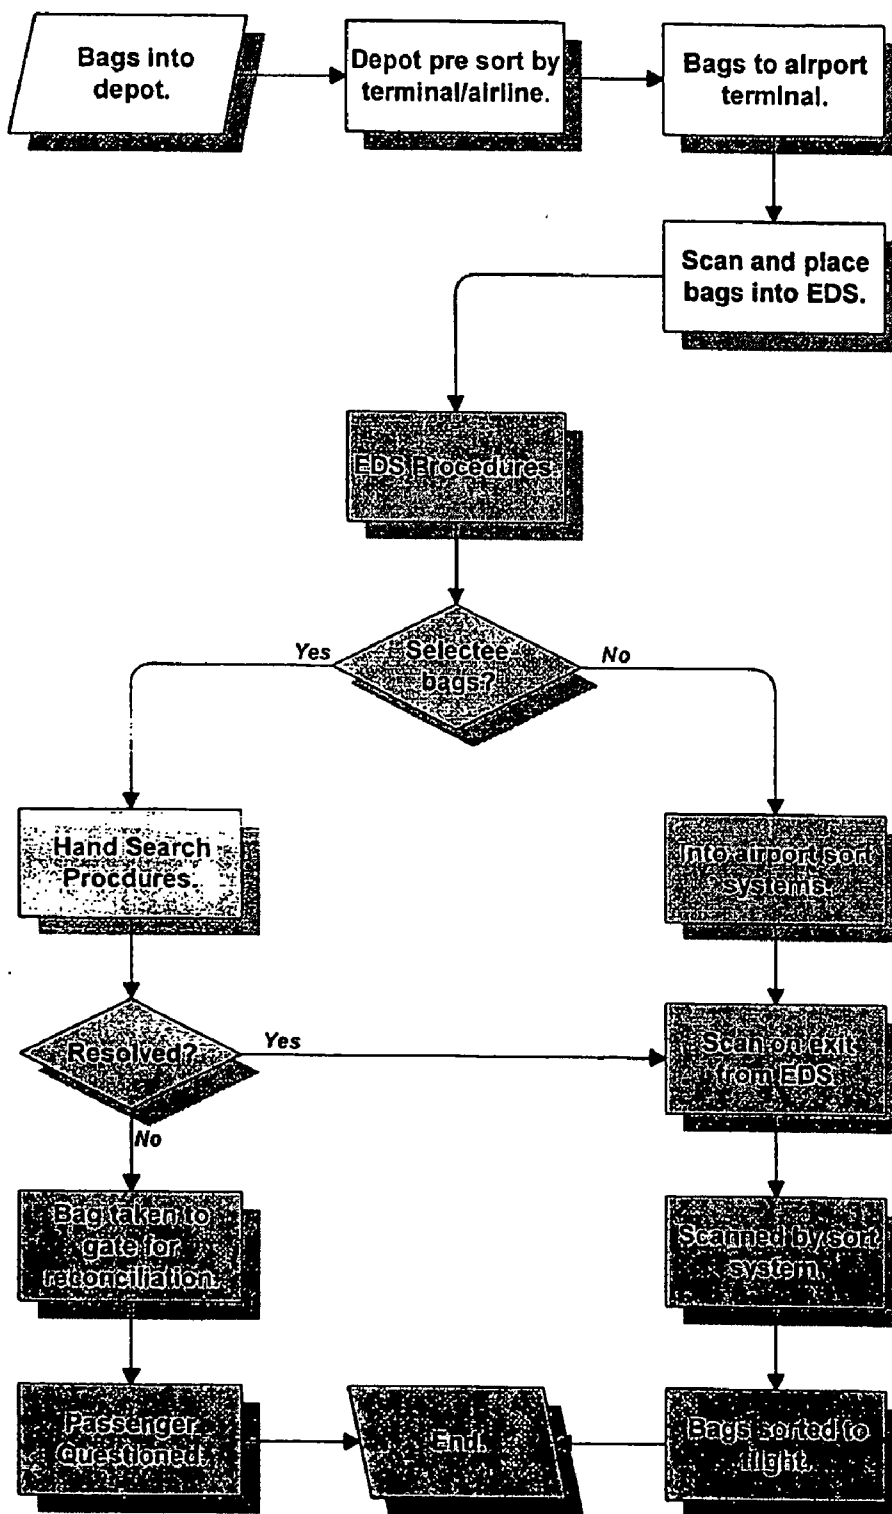 Bags into
depot.
Depot pre sort by
terminal/airline.
Bags to airport
terminal.
Scan and place
bags into EDS.
EDS Procedures.
Selectee
bags?
Yes
No
Hand Search
Procdures.
Into airport sort
systems.
Resolved?
Yes
No
Scan on exit
from EDS.
Bag taken to
gate for
reconciliation.
Scanned by sort
system.
Passenger
Questioned.
End.
Bags sorted to
flight.